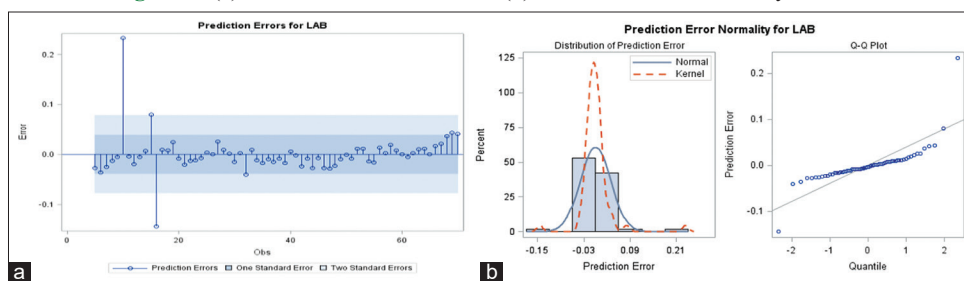 Prediction Errors for LAB
0.2
0.1
0.0
-0.1
Error
0 20 40 60
Obs
Prediction Errors One Standard Error Two Standard Errors
a
Prediction Error Normality for LAB
Distribution of Prediction Error
Normal
Kernel
125
100
75
50
25
0
Percent
-0.15 -0.03 0.09 0.21
Prediction Error
b
Q-Q Plot
0.2
0.1
0.0
-0.1
Prediction Error
-2 -1 0 1 2
Quantile